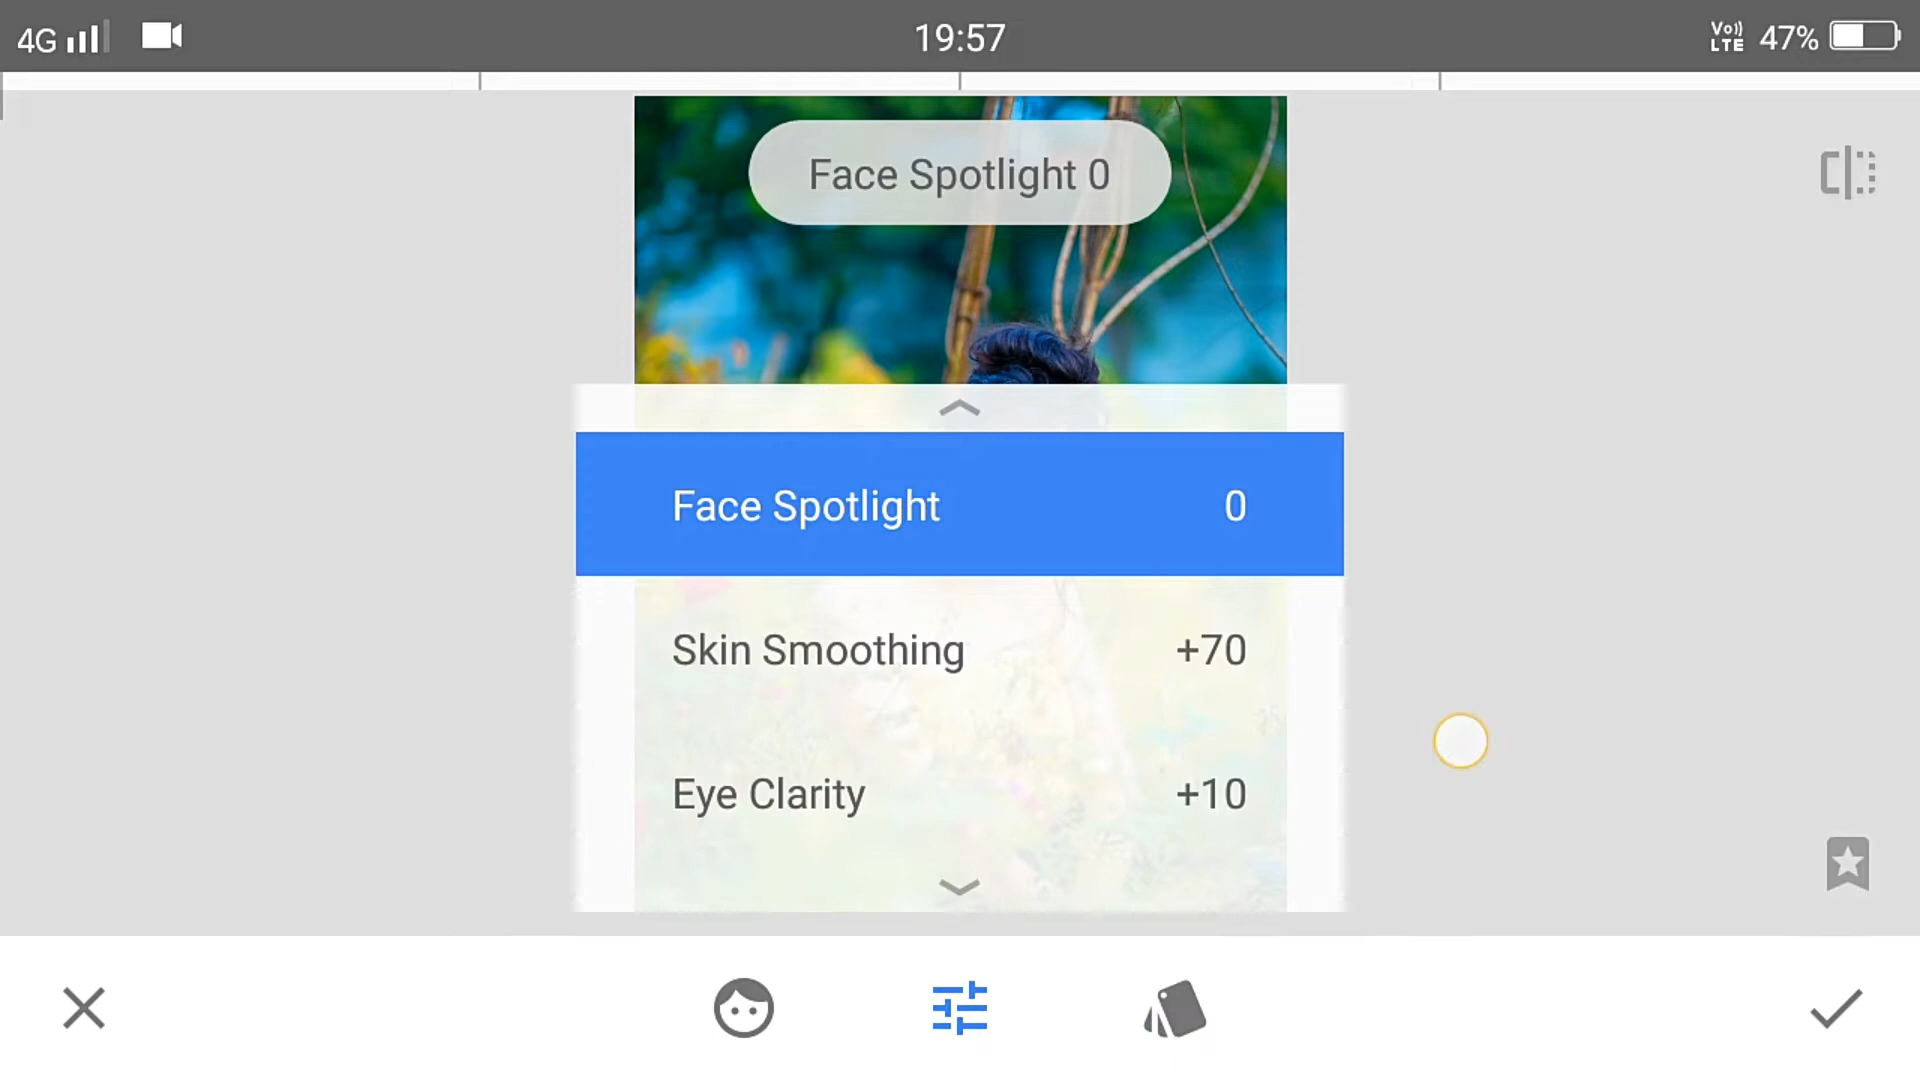 4G 19:57 Vo)) LTE 47%
Face Spotlight 0
Face Spotlight 0
Skin Smoothing +70
Eye Clarity +10